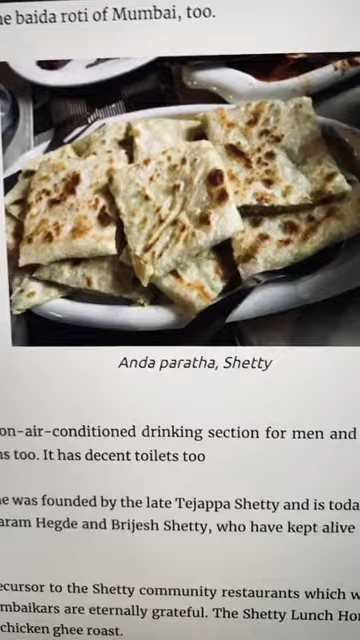 he baida roti of Mumbai, too.
Anda paratha, Shetty
on-air-conditioned drinking section for men and
ns too. It has decent toilets too
he was founded by the late Tejappa Shetty and is toda
aram Hegde and Brijesh Shetty, who have kept alive
ecursor to the Shetty community restaurants which w
mbaikars are eternally grateful. The Shetty Lunch Ho
chicken ghee roast.